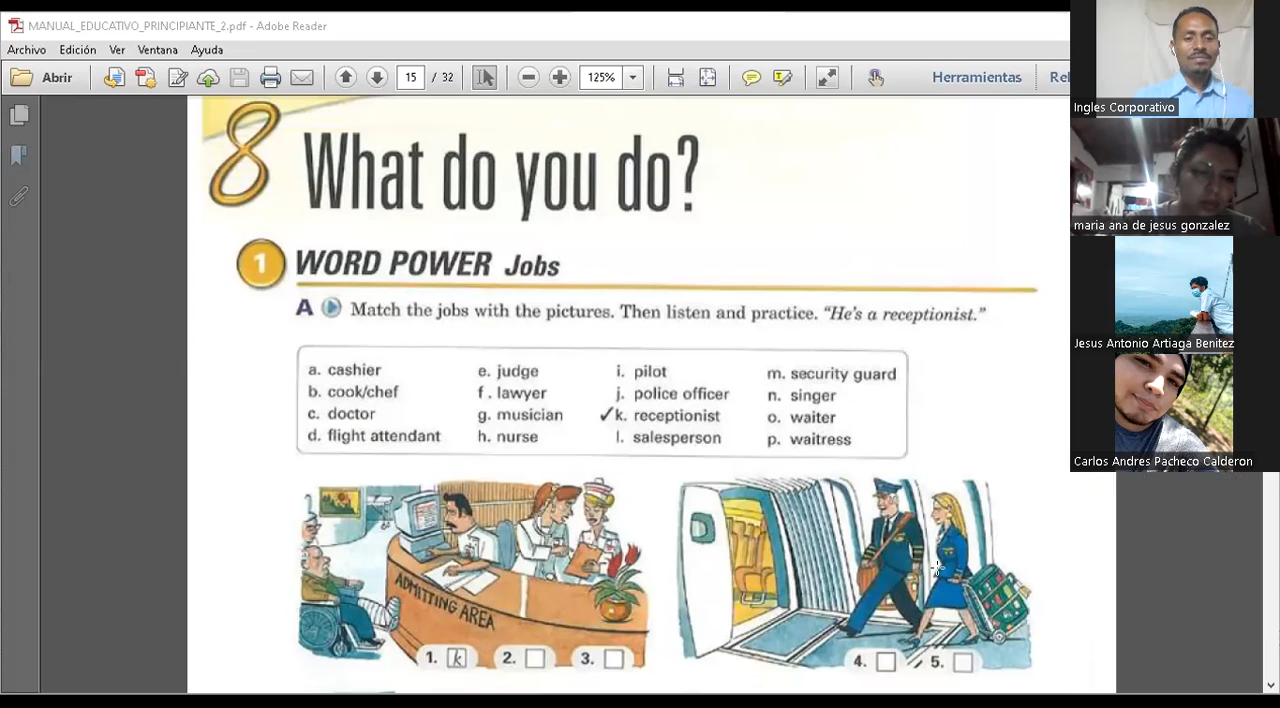 MANUAL_EDUCATIVO_PRINCIPIANTE_2.pdf - Adobe Reader
Archivo Edición Ver Ventana Ayuda
Abrir 15 / 32 125% Herramientas Rel
8 What do you do?
1 WORD POWER Jobs
A Match the jobs with the pictures. Then listen and practice. "He's a receptionist."
a. cashier e. judge i. pilot m. security guard
b. cook/chef f. lawyer j. police officer n. singer
c. doctor g. musician ✓k. receptionist o. waiter
d. flight attendant h. nurse l. salesperson p. waitress
ADMITTING AREA
1. k 2. 3. 4. 5.
Ingles Corporativo
maria ana de jesus gonzalez
Jesus Antonio Artiaga Benitez
Carlos Andres Pacheco Calderon